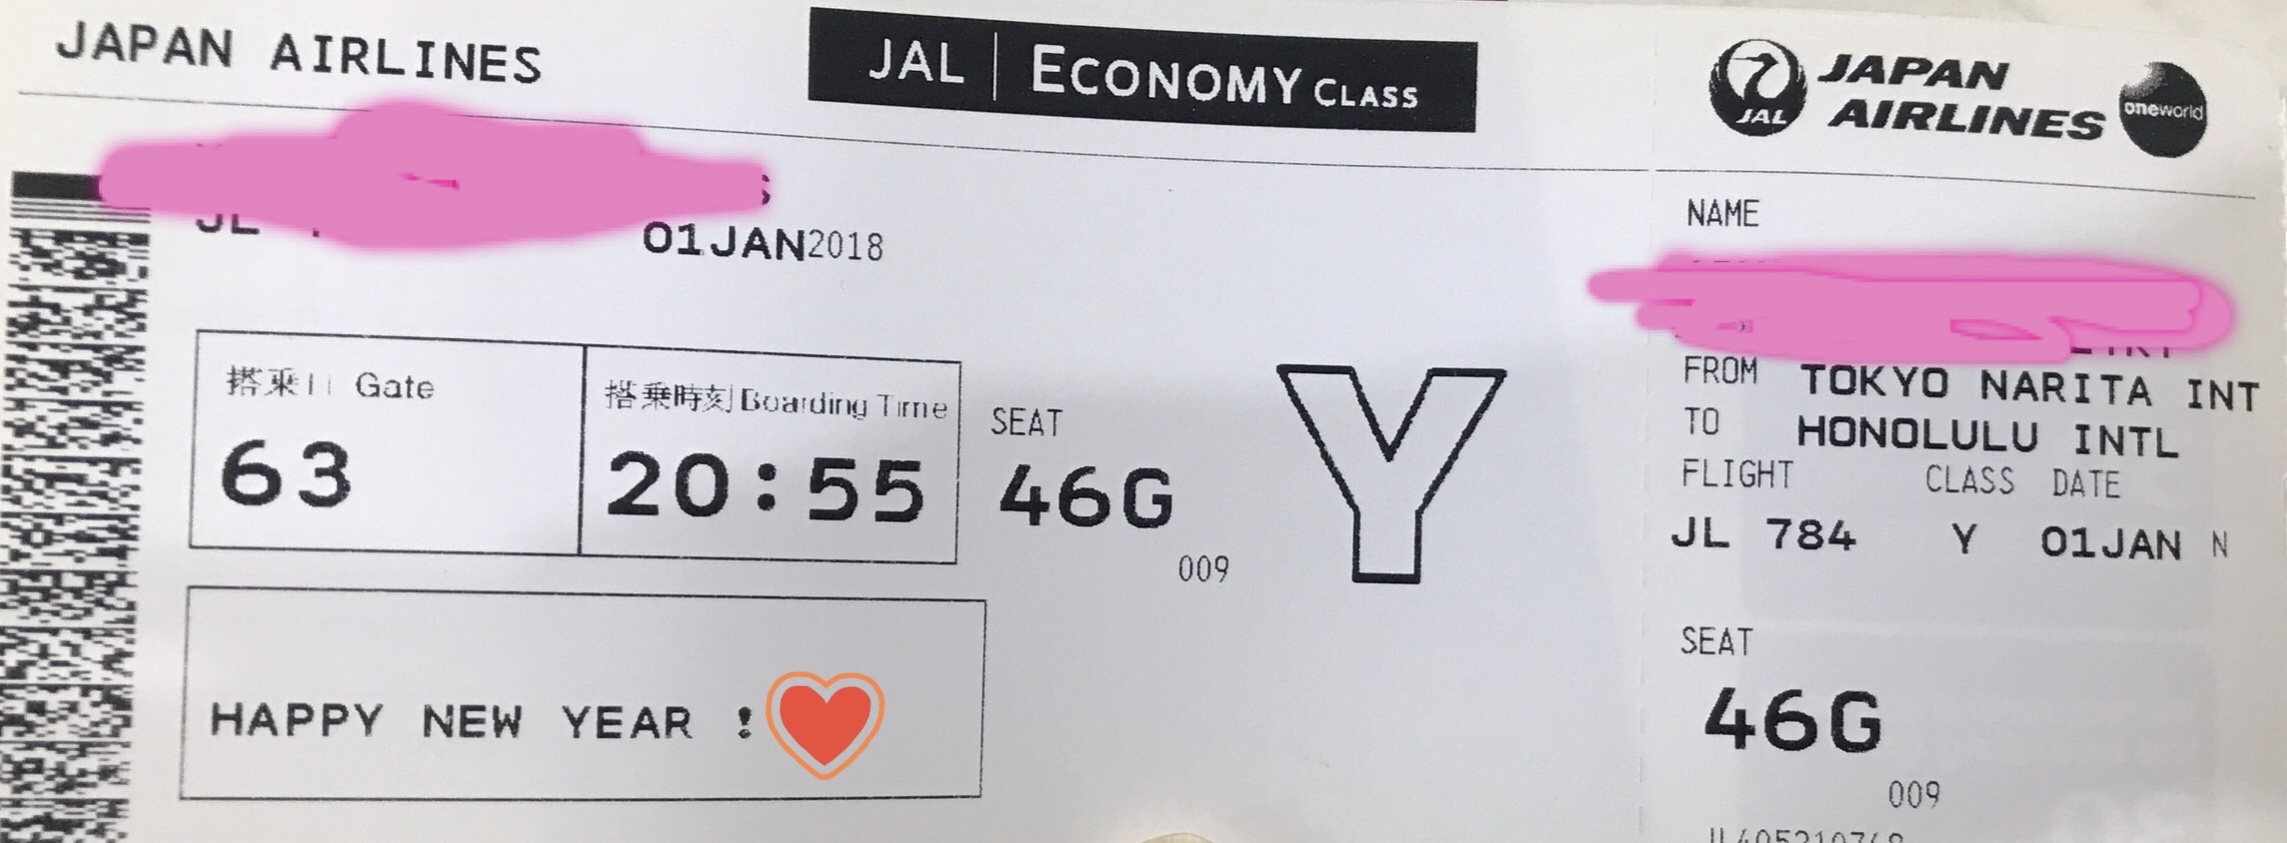 JAPAN AIRLINES
JAL | ECONOMY CLASS
JAL
JAPAN
AIRLINES
oneworld
JL
01JAN2018
搭乗口 Gate
63
搭乗時刻 Boarding Time
20:55
SEAT
46G
009
Y
HAPPY NEW YEAR !
NAME
FROM TOKYO NARITA INT
TO HONOLULU INTL
FLIGHT CLASS DATE
JL 784 Y 01JAN N
SEAT
46G
009